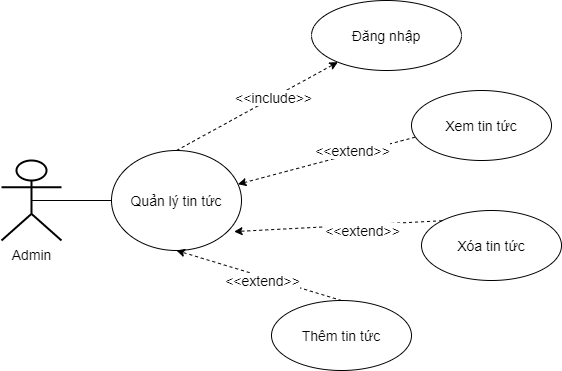 Đăng nhập
<<include>>
Xem tin tức
<<extend>>
Quản lý tin tức
<<extend>>
Xóa tin tức
Admin
<<extend>>
Thêm tin tức